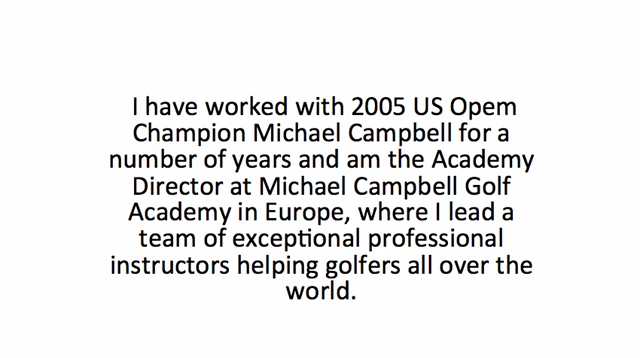 I have worked with 2005 US Opem
Champion Michael Campbell for a
number of years and am the Academy
Director at Michael Campbell Golf
Academy in Europe, where I lead a
team of exceptional professional
instructors helping golfers all over the
world.